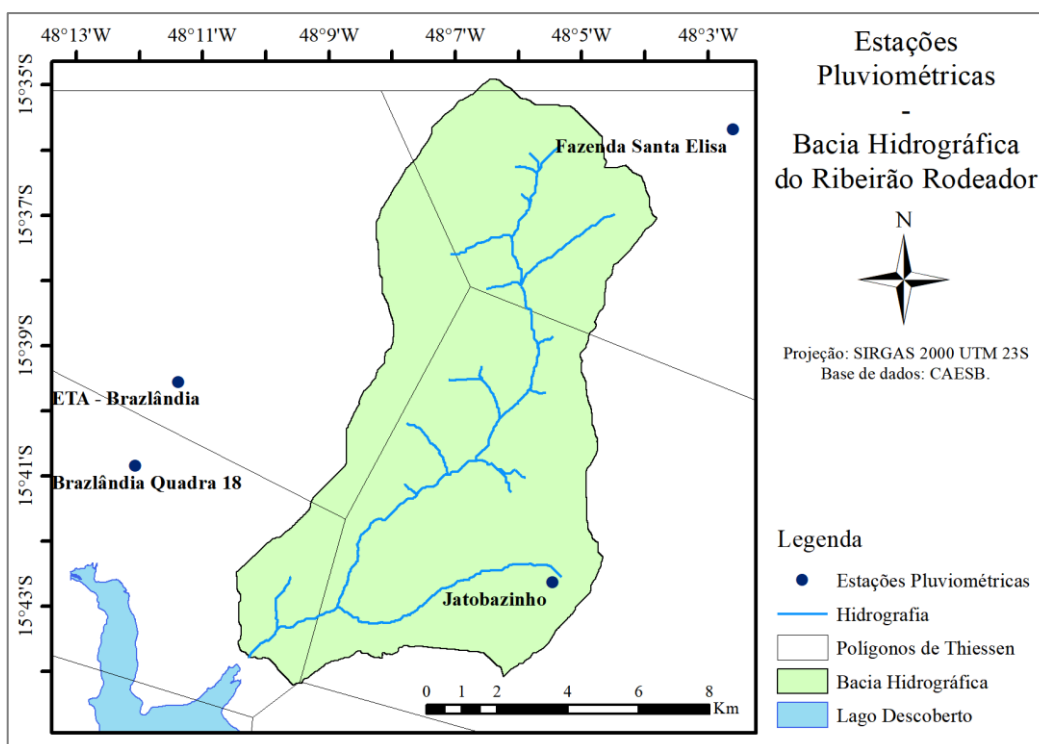 48°13'W 48°11'W 48°9'W 48°7'W 48°5'W 48°3'W
15°35'S
15°37'S
15°39'S
15°41'S
15°43'S
Fazenda Santa Elisa
ETA - Brazlândia
Brazlândia Quadra 18
Jatobazinho
0 1 2 4 6 8
Km
Estações
Pluviométricas
-
Bacia Hidrográfica
do Ribeirão Rodeador
N
Projeção: SIRGAS 2000 UTM 23S
Base de dados: CAESB.
Legenda
Estações Pluviométricas
Hidrografia
Polígonos de Thiessen
Bacia Hidrográfica
Lago Descoberto